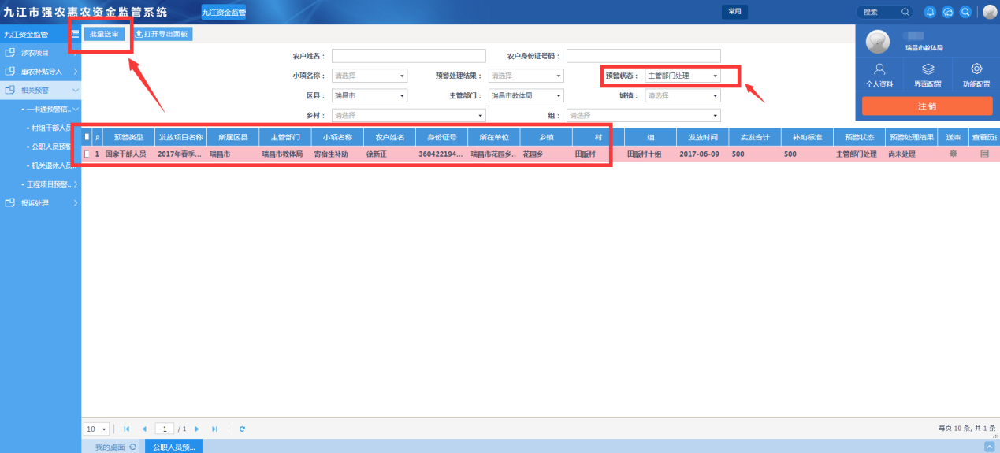 九江市强农惠农资金监管系统 九江资金监管 常用 搜索
九江资金监管 批量送审 打开导出面板
涉农项目
惠农补贴导入
相关预警
一卡通预警信..
村组干部人员
公职人员预警
机关退休人员..
工程项目预警..
投诉处理
农户姓名： 农户身份证号码：
小项名称： 请选择 预警处理结果： 请选择 预警状态： 主管部门处理
区县： 瑞昌市 主管部门： 瑞昌市教体局 城镇： 请选择
乡村： 请选择 组： 请选择
瑞昌市教体局
个人资料 界面配置 功能配置
注 销
预警类型 发放项目名称 所属区县 主管部门 小项名称 农户姓名 身份证号 所在单位 乡镇 村 组 发放时间 实发合计 补助标准 预警状态 预警处理结果 送审 查看历史
1 国家干部人员 2017年春季... 瑞昌市 瑞昌市教体局 寄宿生补助 徐新正 360422194... 瑞昌市花园乡.. 花园乡 田畈村 田畈村十组 2017-06-09 500 500 主管部门处理 尚未处理
10 1 / 1 每页 10 条, 共 1 条
我的桌面 公职人员预...